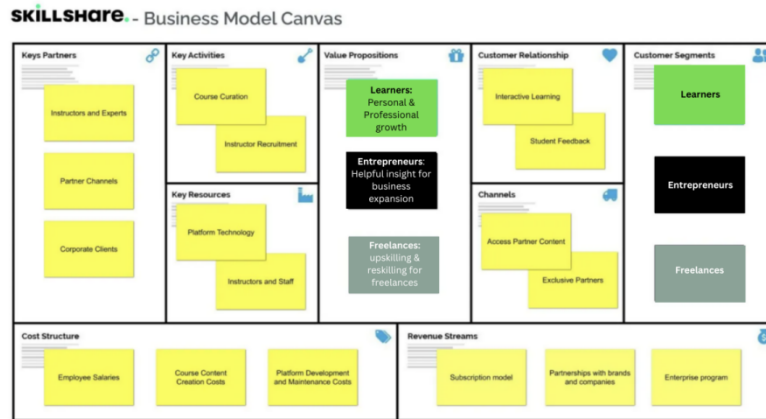 SKILLSHARE. - Business Model Canvas
Keys Partners
Instructors and Experts
Partner Channels
Corporate Clients
Key Activities
Course Curation
Instructor Recruitment
Key Resources
Platform Technology
Instructors and Staff
Value Propositions
Learners:
Personal &
Professional
growth
Entrepreneurs:
Helpful insight for
business
expansion
Freelances:
upskilling &
reskilling for
freelances
Customer Relationship
Interactive Learning
Student Feedback
Channels
Access Partner Content
Exclusive Partners
Customer Segments
Learners
Entrepreneurs
Freelances
Cost Structure
Employee Salaries
Course Content
Creation Costs
Platform Development
and Maintenance Costs
Revenue Streams
Subscription model
Partnerships with brands
and companies
Enterprise program